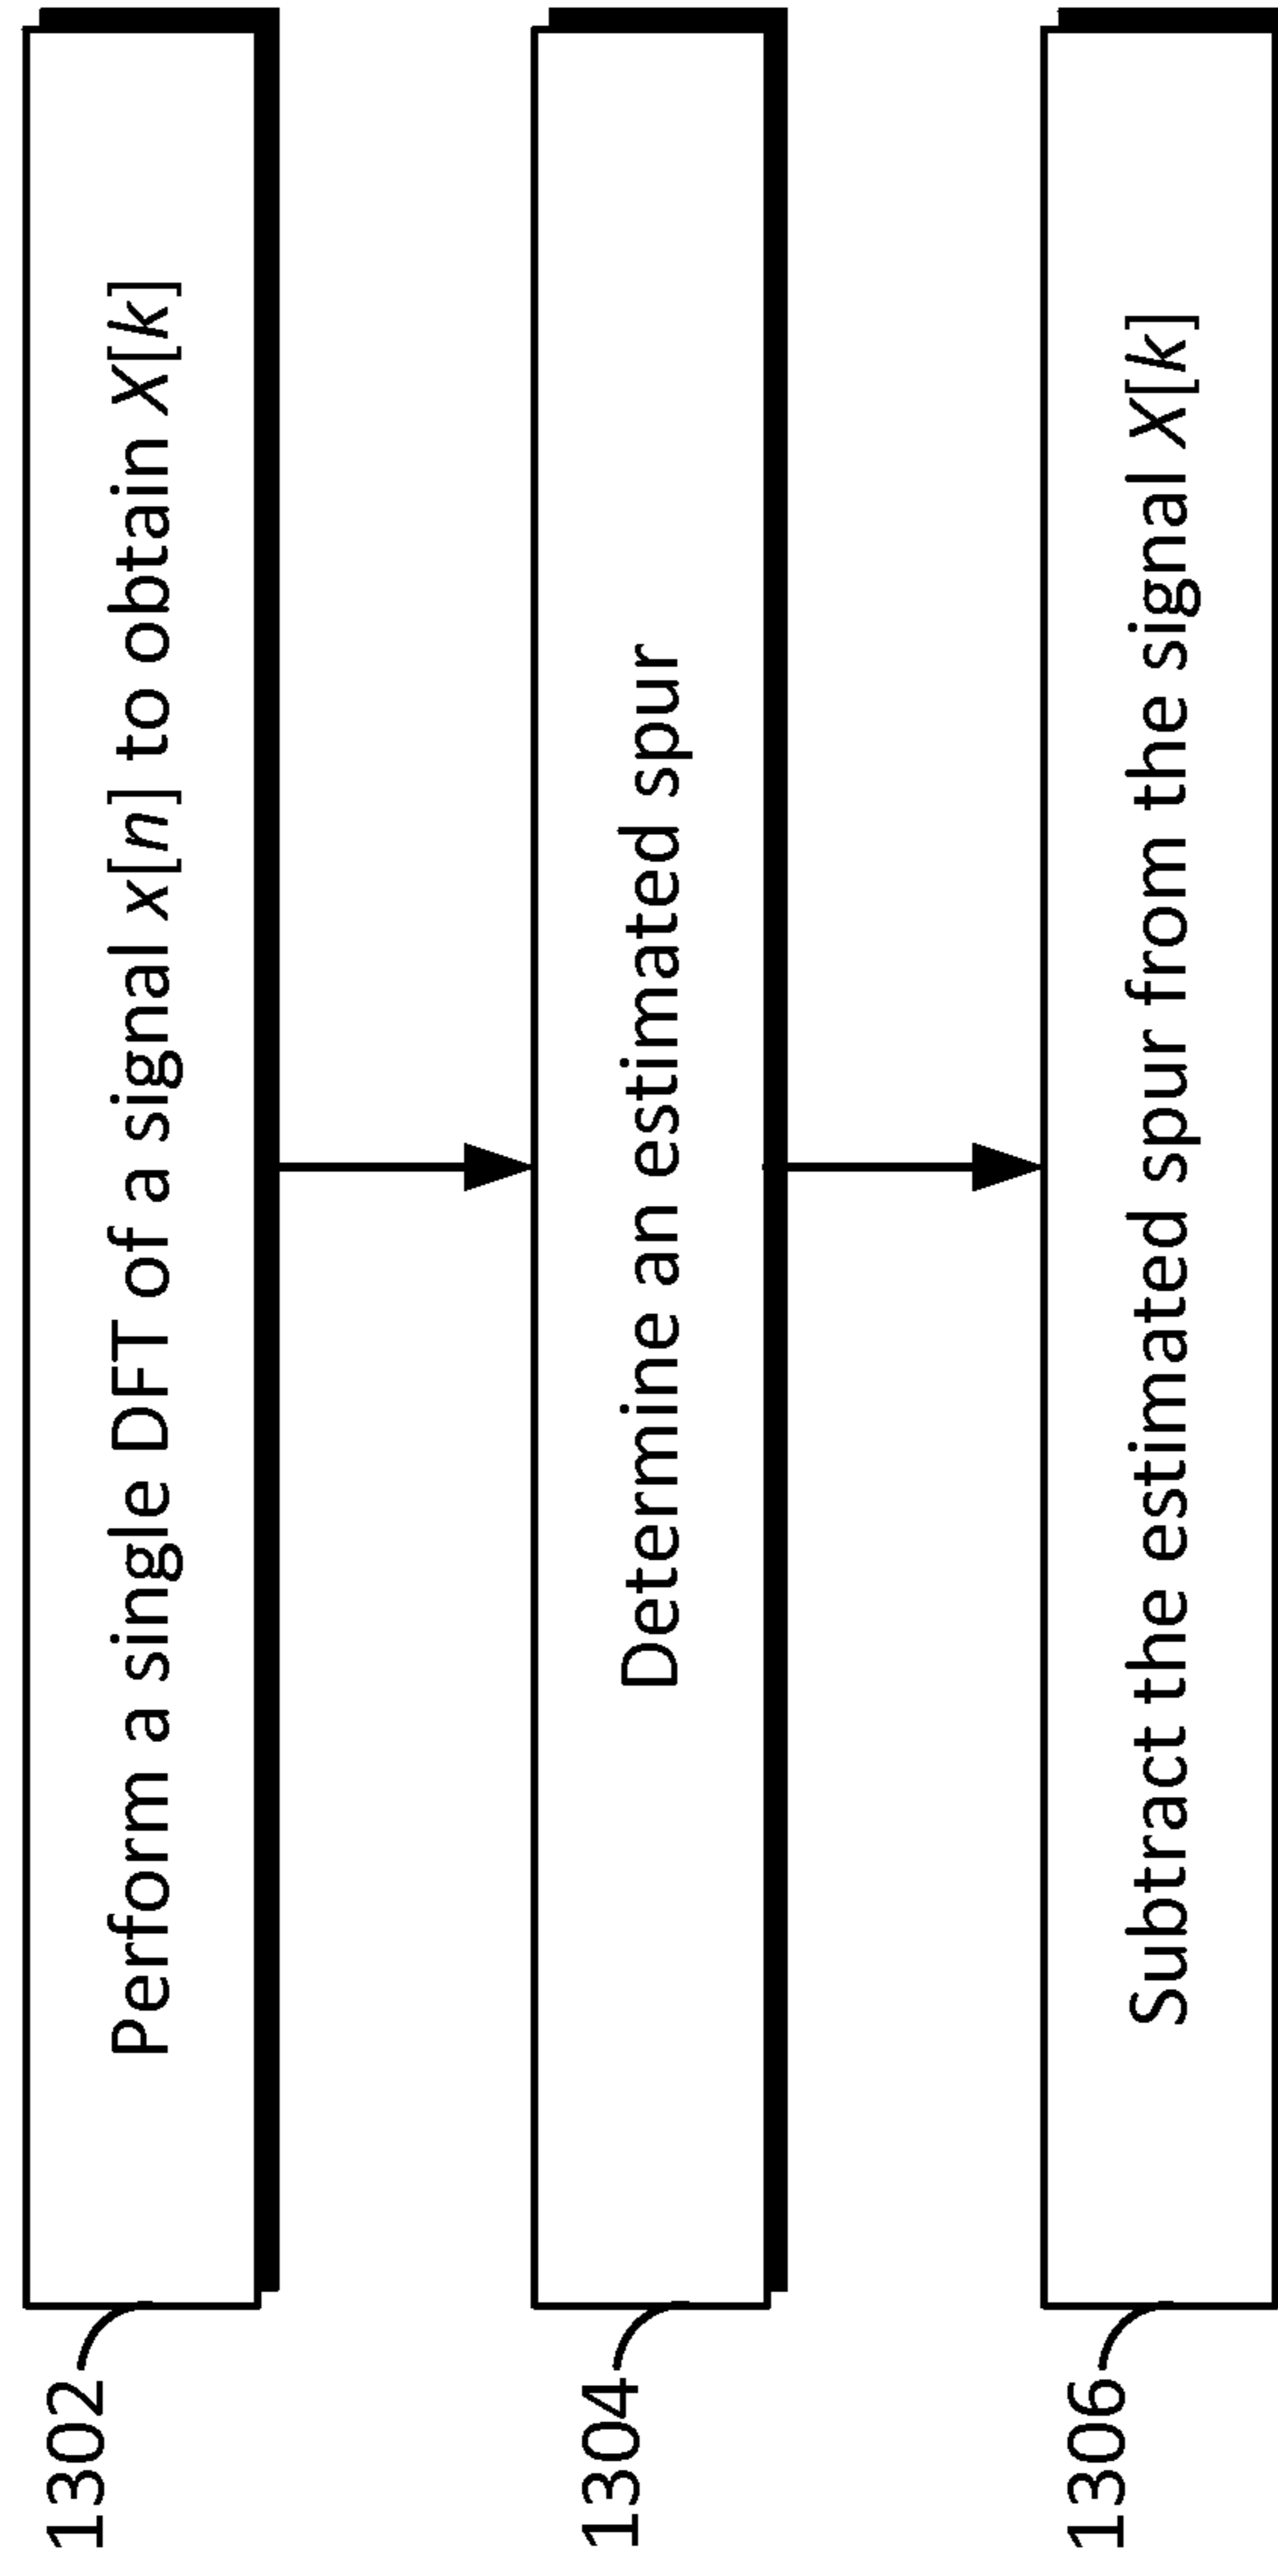 1302
Perform a single DFT of a signal x[n] to obtain X[k]
1304
Determine an estimated spur
1306
Subtract the estimated spur from the signal X[k]